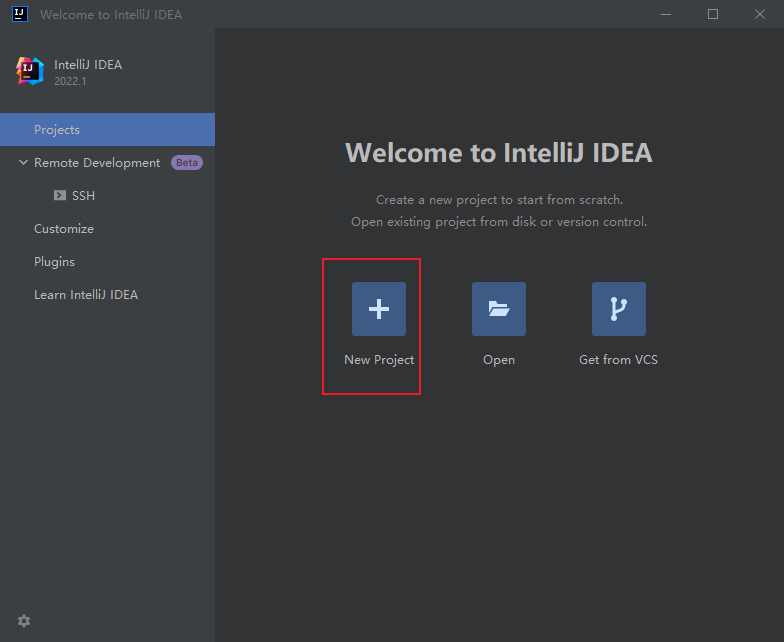 Welcome to IntelliJ IDEA
IntelliJ IDEA
2022.1
Projects
Remote Development Beta
SSH
Customize
Plugins
Learn IntelliJ IDEA
Welcome to IntelliJ IDEA
Create a new project to start from scratch.
Open existing project from disk or version control.
New Project
Open
Get from VCS